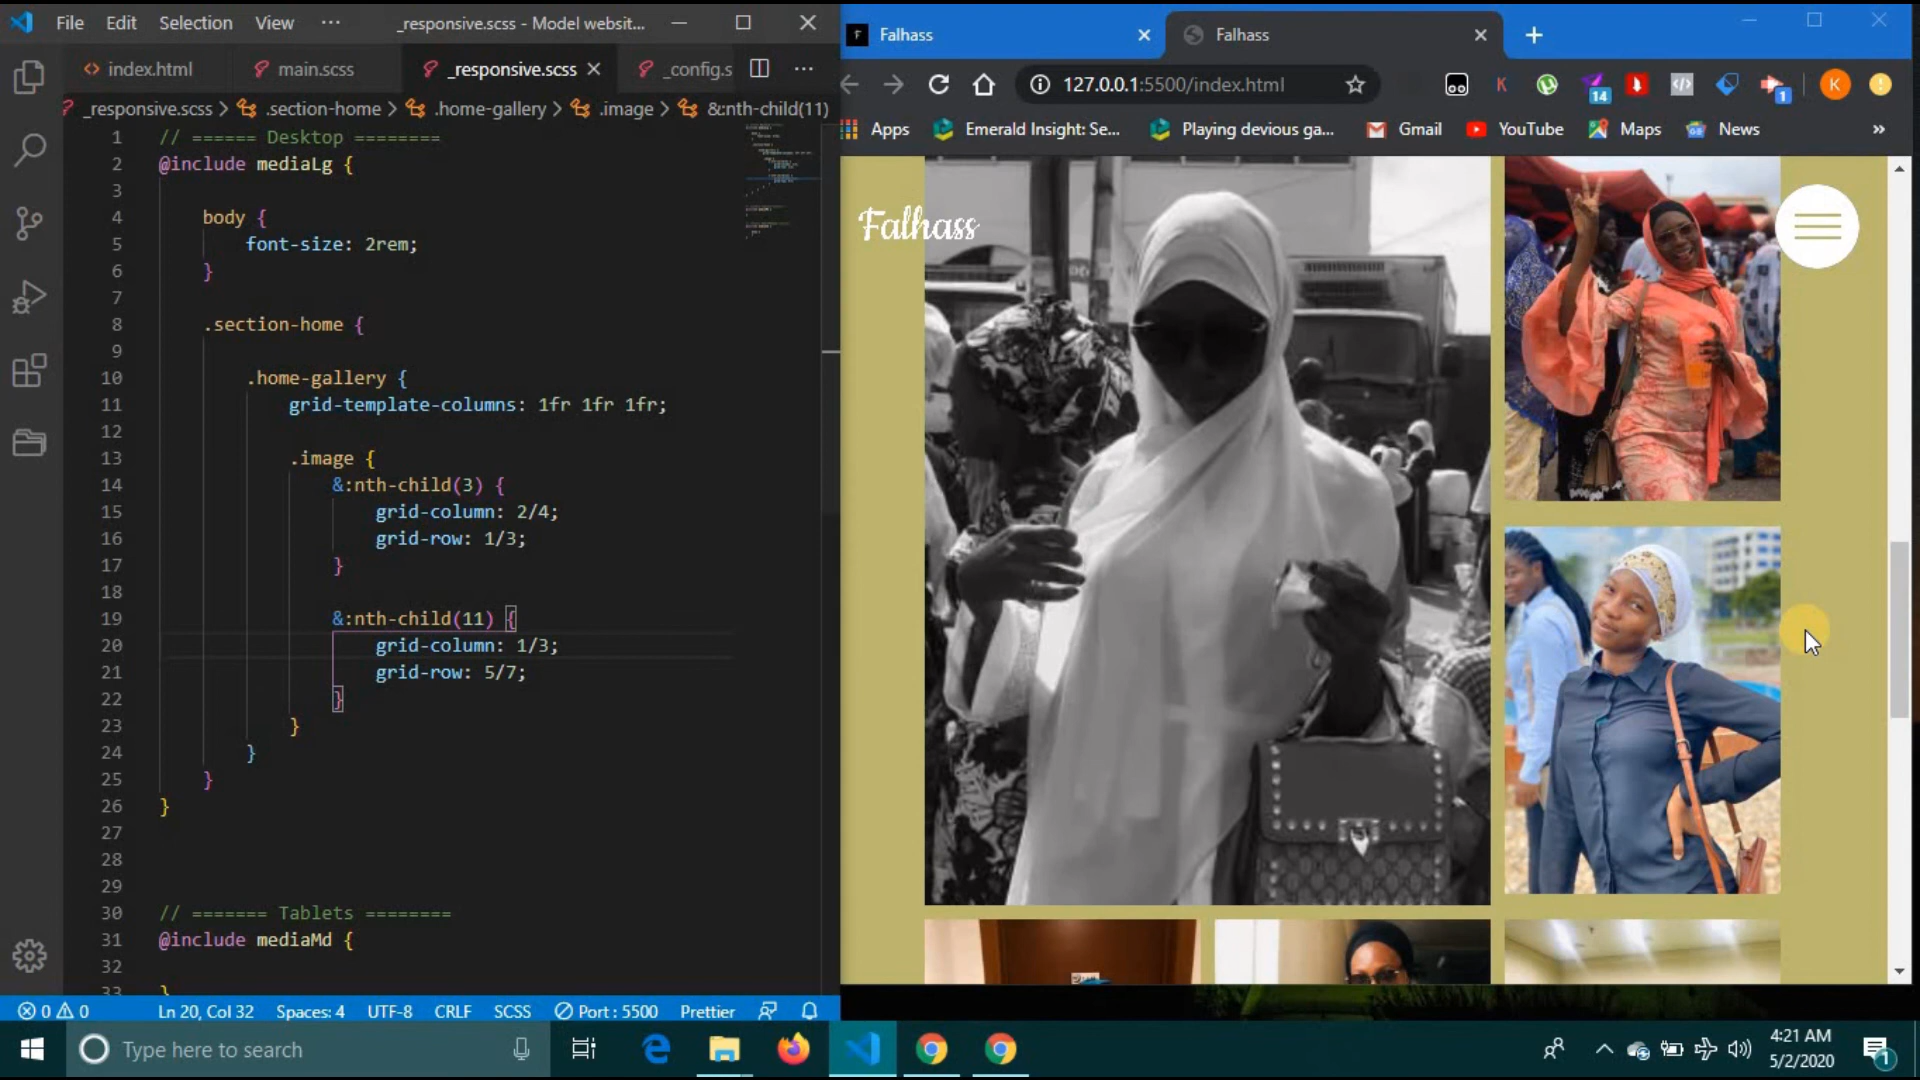 File Edit Selection View ··· _responsive.scss - Model websit...
index.html main.scss _responsive.scss _config.s ···
_responsive.scss > .section-home > .home-gallery > .image > &:nth-child(11)
1 // ====== Desktop ========
2 @include mediaLg {
3
4 body {
5 font-size: 2rem;
6 }
7
8 .section-home {
9
10 .home-gallery {
11 grid-template-columns: 1fr 1fr 1fr;
12
13 .image {
14 &:nth-child(3) {
15 grid-column: 2/4;
16 grid-row: 1/3;
17 }
18
19 &:nth-child(11) {
20 grid-column: 1/3;
21 grid-row: 5/7;
22 }
23 }
24 }
25 }
26 }
27
28
29
30 // ======= Tablets ========
31 @include mediaMd {
32
33 }
0 0 Ln 20, Col 32 Spaces: 4 UTF-8 CRLF SCSS Port : 5500 Prettier
Falhass Falhass
127.0.0.1:5500/index.html K 14 1 K
Apps Emerald Insight: Se... Playing devious ga... Gmail YouTube Maps News »
Falhass
Type here to search
4:21 AM
5/2/2020
1